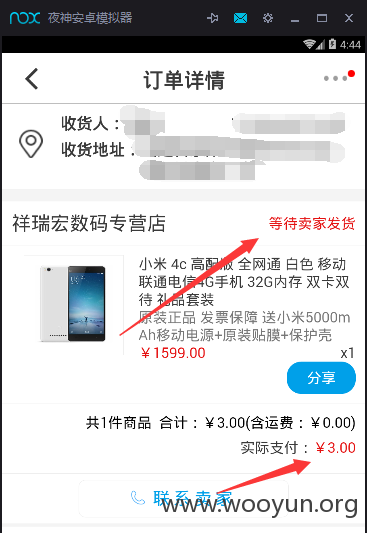 nox 夜神安卓模拟器
4:44
订单详情
收货人：
收货地址：
祥瑞宏数码专营店
等待卖家发货
小米 4c 高配版 全网通 白色 移动
联通电信4G手机 32G内存 双卡双
待 礼品套装
原装正品 发票保障 送小米5000m
Ah移动电源+原装贴膜+保护壳
￥1599.00
x1
分享
共1件商品 合计：￥3.00(含运费：￥0.00)
实际支付：￥3.00
联系卖家
www.wooyun.org